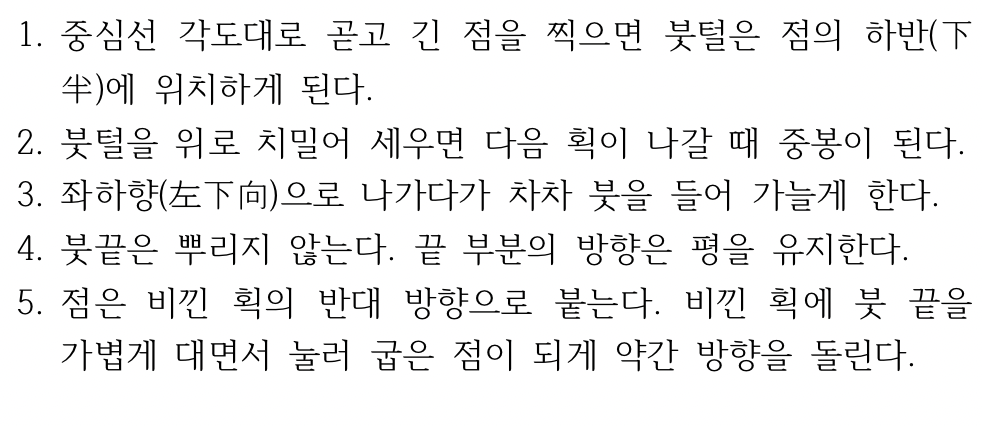 1. 중심선 각도대로 곧고 긴 점을 찍으면 붓털은 점의 하반(下
半)에 위치하게 된다.
2. 붓털을 위로 치밀어 세우면 다음 획이 나갈 때 중봉이 된다.
3. 좌하향(左下向)으로 나가다가 차차 붓을 들어 가늘게 한다.
4. 붓끝은 뿌리지 않는다. 끝 부분의 방향은 평을 유지한다.
5. 점은 비낀 획의 반대 방향으로 붙는다. 비낀 획에 붓 끝을
가볍게 대면서 눌러 굽은 점이 되게 약간 방향을 돌린다.